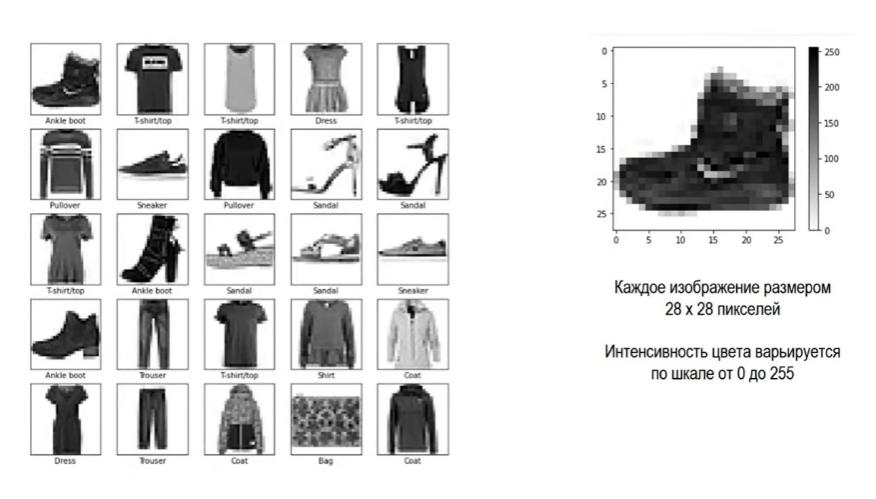 Ankle boot T-shirt/top T-shirt/top Dress T-shirt/top
Pullover Sneaker Pullover Sandal Sandal
T-shirt/top Ankle boot Sandal Sandal Sneaker
Ankle boot Trouser T-shirt/top Shirt Coat
Dress Trouser Coat Bag Coat
0
5
10
15
20
25
0 5 10 15 20 25
250
200
150
100
50
0
Каждое изображение размером
28 x 28 пикселей
Интенсивность цвета варьируется
по шкале от 0 до 255